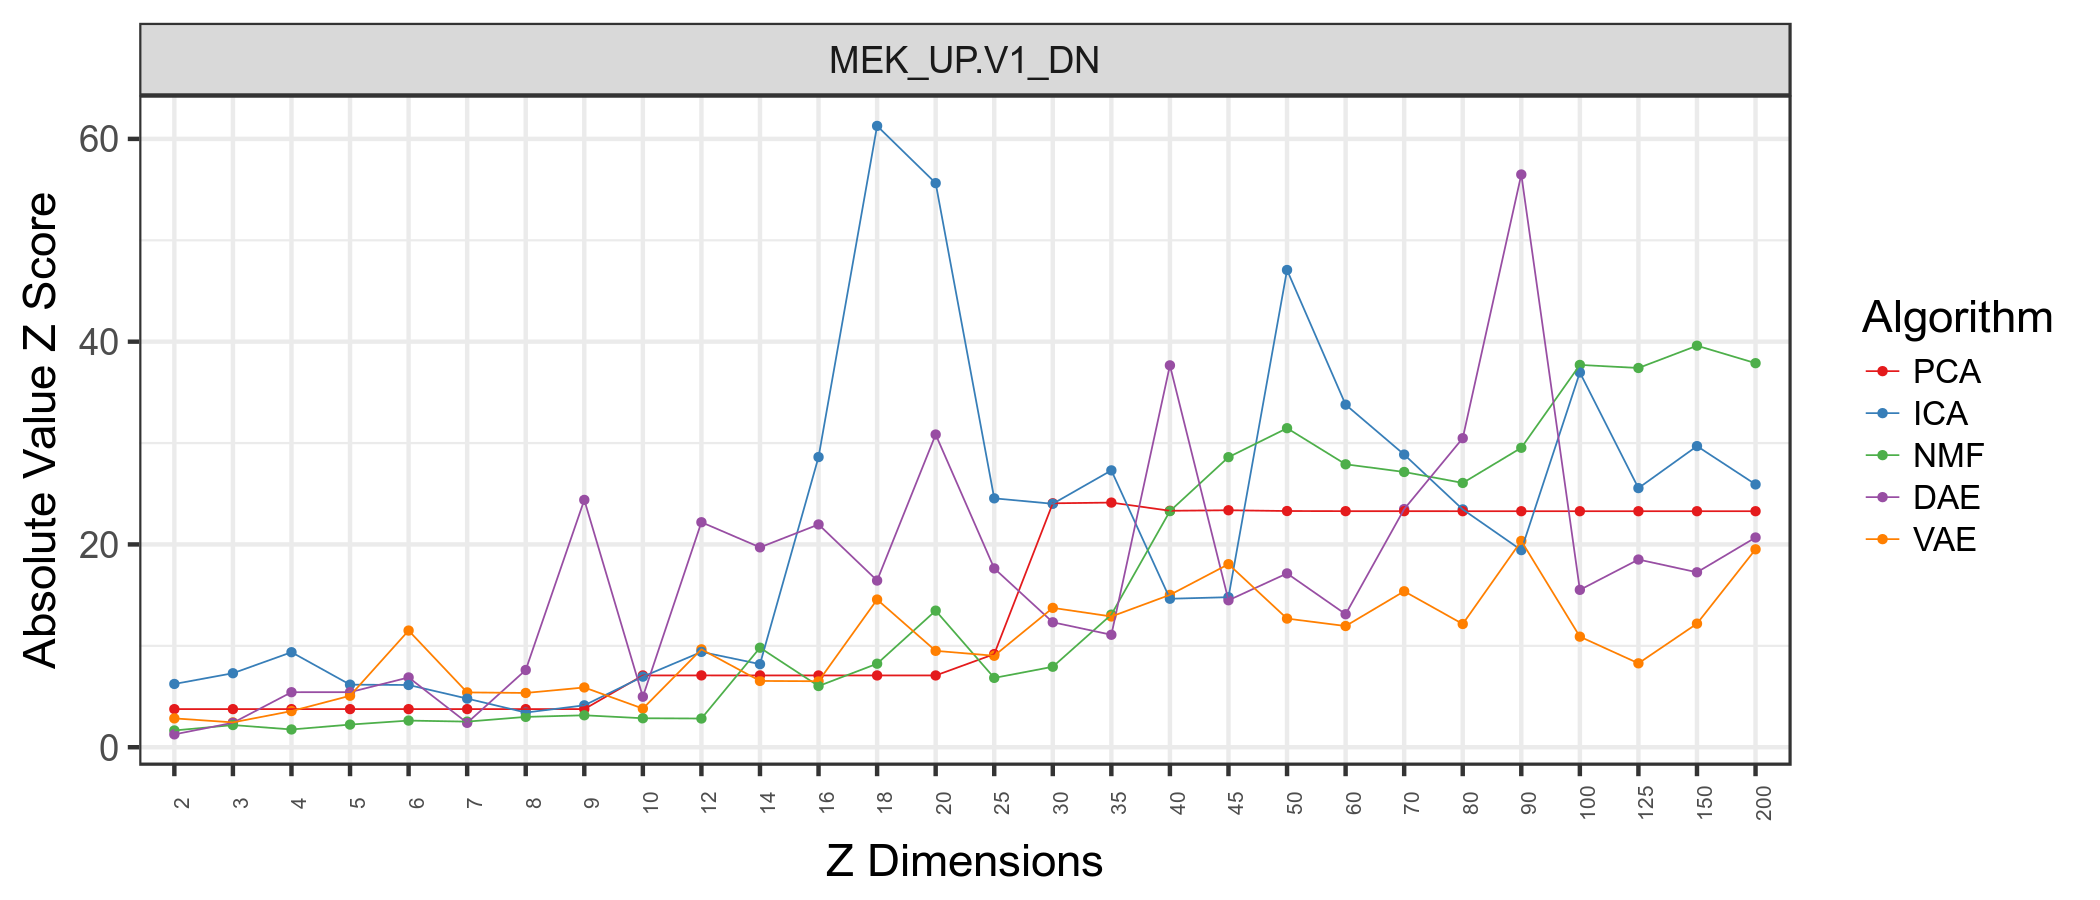 MEK_UP.V1_DN
Absolute Value Z Score
60
40
20
0
2 3 4 5 6 7 8 9 10 12 14 16 18 20 25 30 35 40 45 50 60 70 80 90 100 125 150 200
Z Dimensions
Algorithm
PCA
ICA
NMF
DAE
VAE